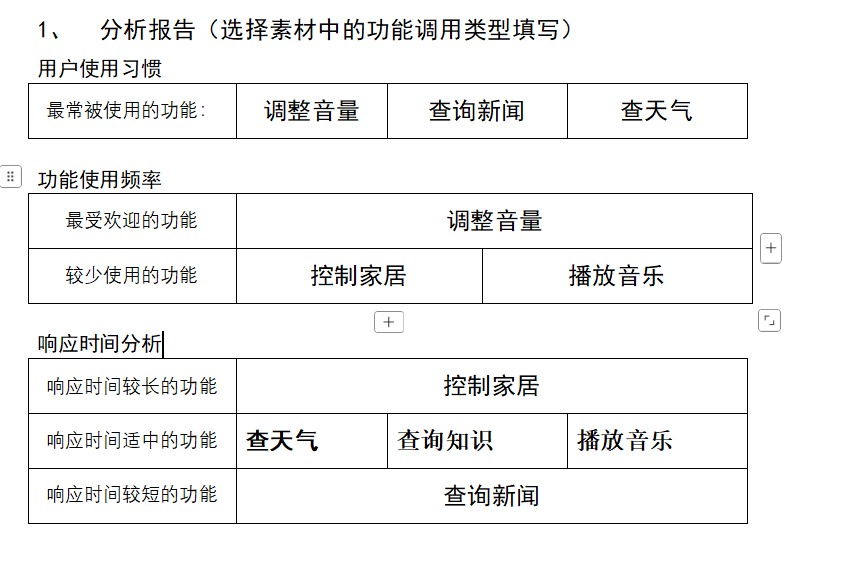 1、 分析报告（选择素材中的功能调用类型填写）
用户使用习惯
最常被使用的功能： 调整音量 查询新闻 查天气
功能使用频率
最受欢迎的功能 调整音量
较少使用的功能 控制家居 播放音乐
响应时间分析
响应时间较长的功能 控制家居
响应时间适中的功能 查天气 查询知识 播放音乐
响应时间较短的功能 查询新闻